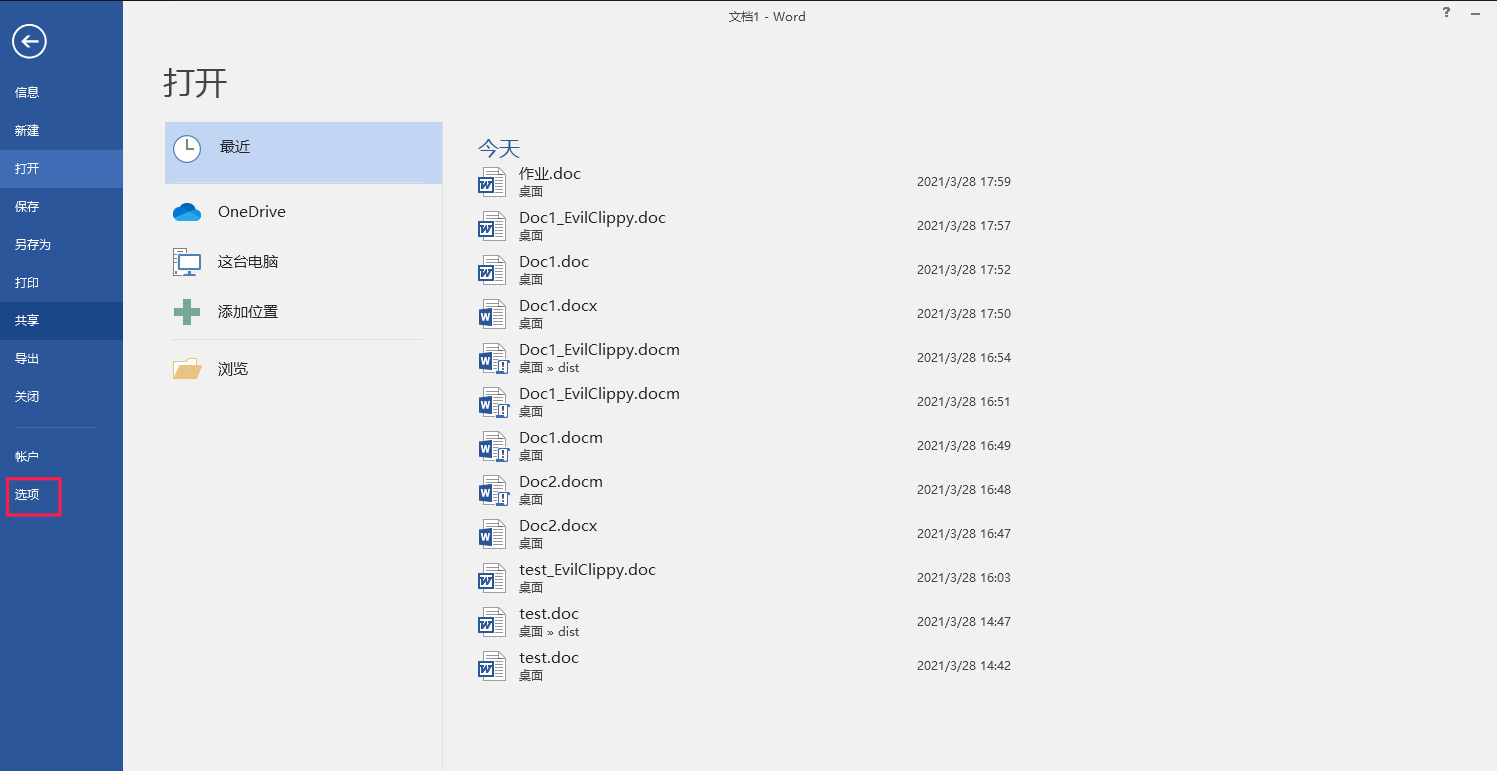 文档1 - Word
?
信息
新建
打开
保存
另存为
打印
共享
导出
关闭
帐户
选项
打开
最近
OneDrive
这台电脑
添加位置
浏览
今天
作业.doc 2021/3/28 17:59
桌面
Doc1_EvilClippy.doc 2021/3/28 17:57
桌面
Doc1.doc 2021/3/28 17:52
桌面
Doc1.docx 2021/3/28 17:50
桌面
Doc1_EvilClippy.docm 2021/3/28 16:54
桌面 » dist
Doc1_EvilClippy.docm 2021/3/28 16:51
桌面
Doc1.docm 2021/3/28 16:49
桌面
Doc2.docm 2021/3/28 16:48
桌面
Doc2.docx 2021/3/28 16:47
桌面
test_EvilClippy.doc 2021/3/28 16:03
桌面
test.doc 2021/3/28 14:47
桌面 » dist
test.doc 2021/3/28 14:42
桌面